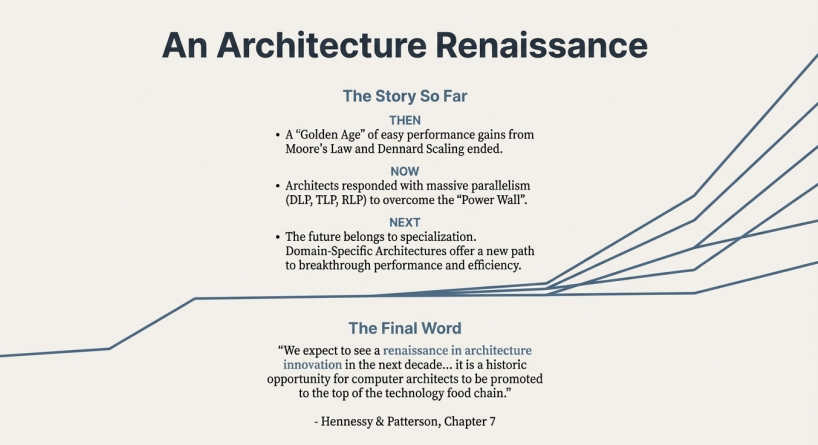 An Architecture Renaissance
The Story So Far
THEN
• A “Golden Age” of easy performance gains from
Moore’s Law and Dennard Scaling ended.
NOW
• Architects responded with massive parallelism
(DLP, TLP, RLP) to overcome the “Power Wall”.
NEXT
• The future belongs to specialization.
Domain-Specific Architectures offer a new path
to breakthrough performance and efficiency.
The Final Word
“We expect to see a renaissance in architecture
innovation in the next decade... it is a historic
opportunity for computer architects to be promoted
to the top of the technology food chain.”
- Hennessy & Patterson, Chapter 7